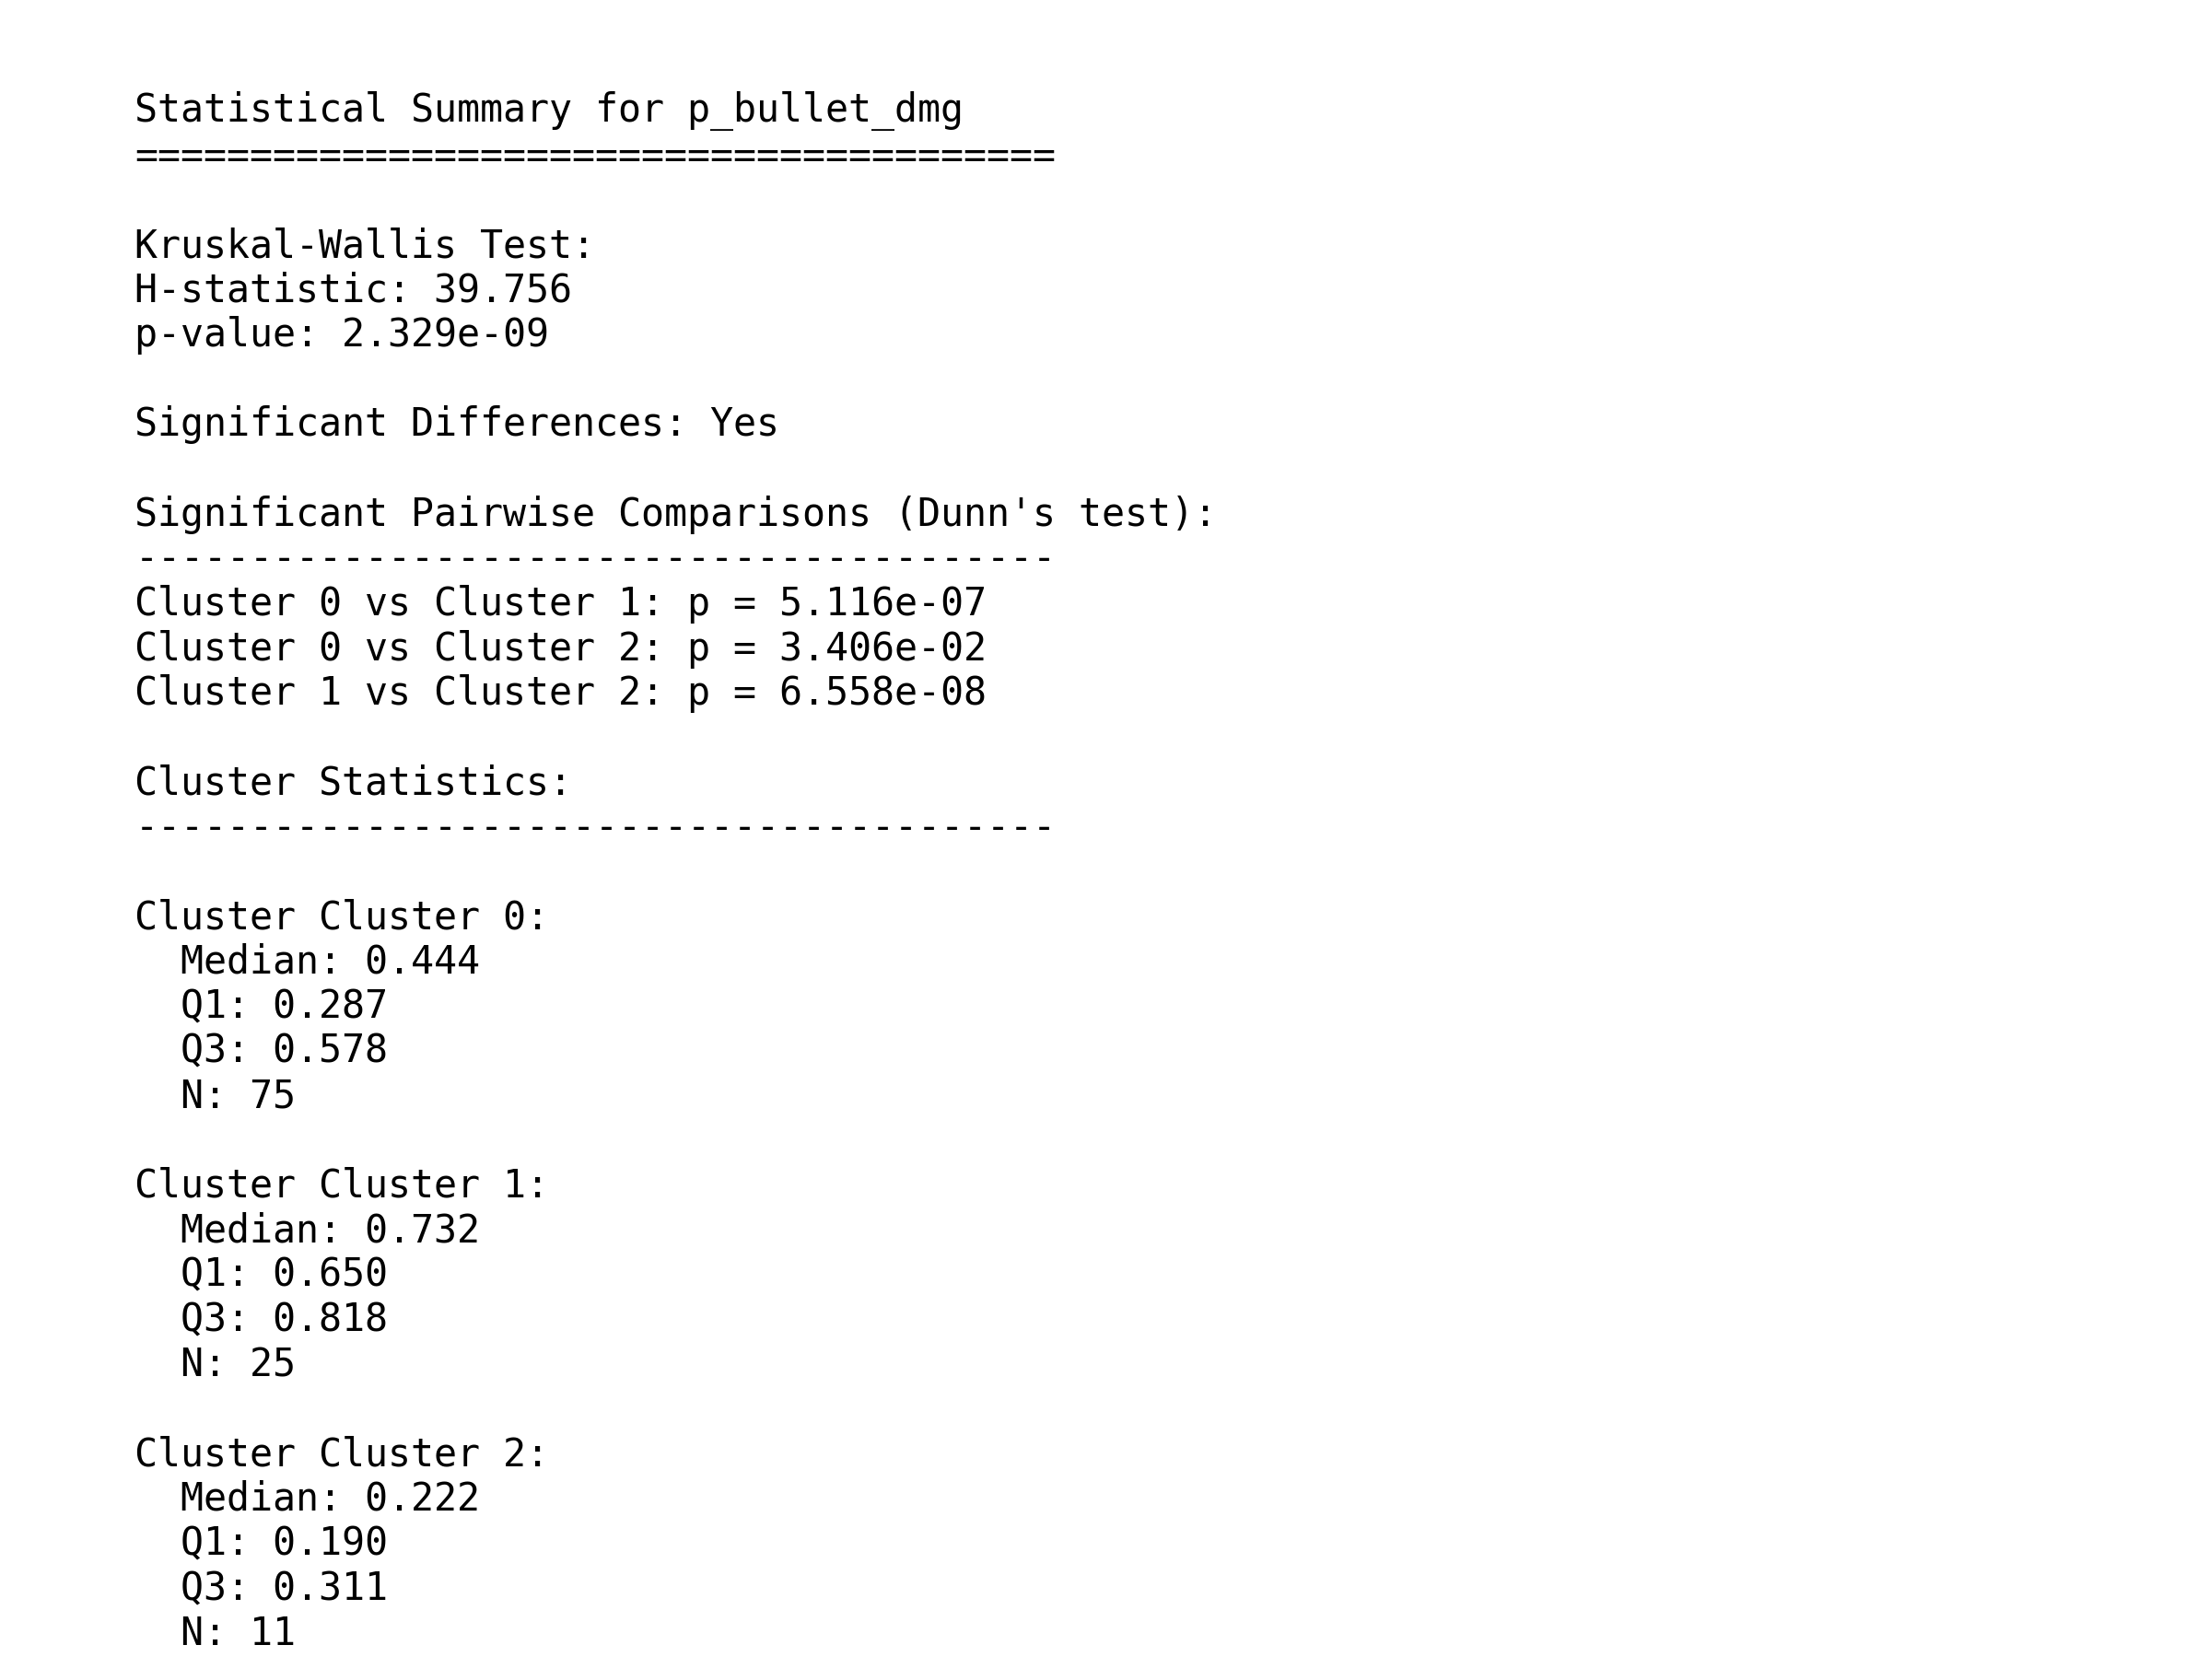 Statistical Summary for p_bullet_dmg
========================================
Kruskal-Wallis Test:
H-statistic: 39.756
p-value: 2.329e-09
Significant Differences: Yes
Significant Pairwise Comparisons (Dunn's test):
----------------------------------------
Cluster 0 vs Cluster 1: p = 5.116e-07
Cluster 0 vs Cluster 2: p = 3.406e-02
Cluster 1 vs Cluster 2: p = 6.558e-08
Cluster Statistics:
----------------------------------------
Cluster Cluster 0:
  Median: 0.444
  Q1: 0.287
  Q3: 0.578
  N: 75
Cluster Cluster 1:
  Median: 0.732
  Q1: 0.650
  Q3: 0.818
  N: 25
Cluster Cluster 2:
  Median: 0.222
  Q1: 0.190
  Q3: 0.311
  N: 11